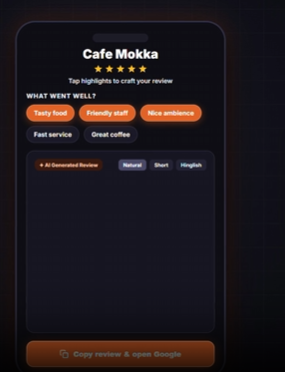 Cafe Mokka
Tap highlights to craft your review
WHAT WENT WELL?
Tasty food Friendly staff Nice ambience
Fast service Great coffee
+ AI Generated Review Natural Short Hinglish
Copy review & open Google